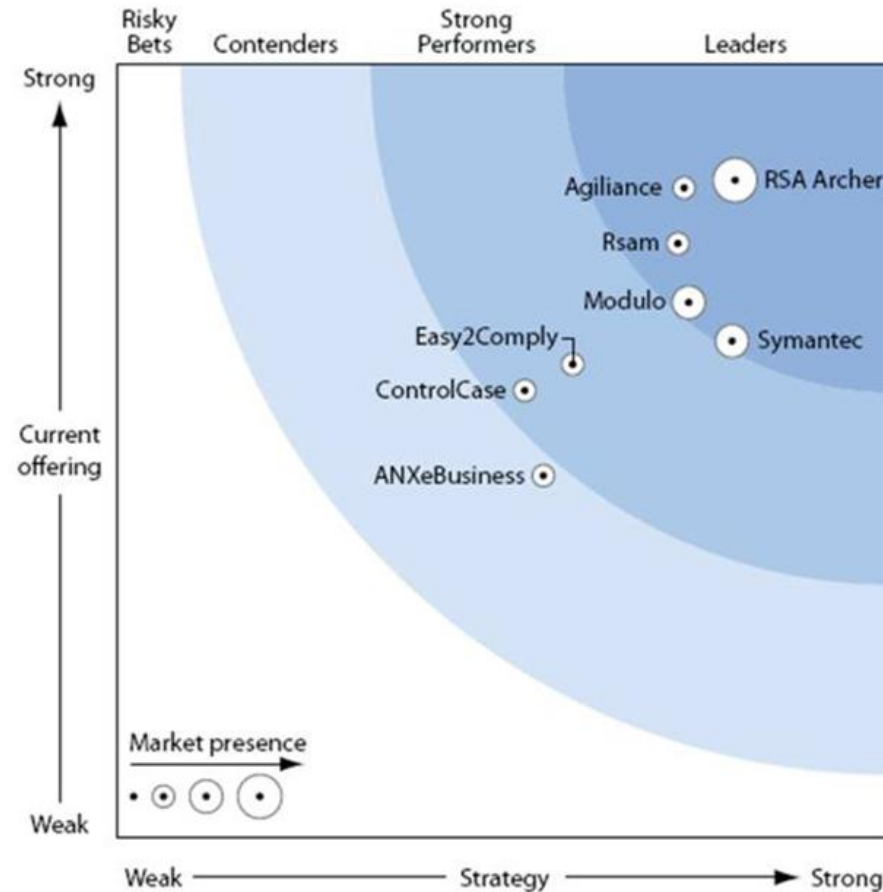 Risky
Bets
Contenders
Strong
Performers
Leaders
Strong
Agiliance
RSA Archer
Rsam
Modulo
Easy2Comply
Symantec
ControlCase
Current
offering
ANXeBusiness
Market presence
Weak
Weak
Strategy
Strong